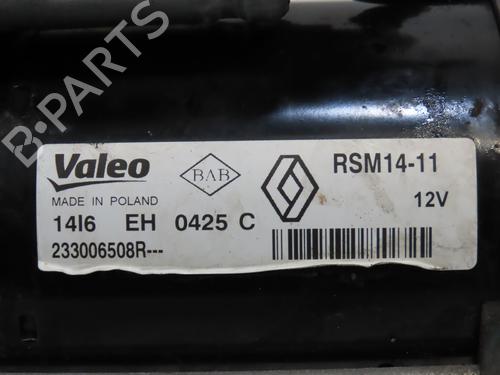 B-PARTS
Valeo
BAB
RSM14-11
MADE IN POLAND
12V
14I6 EH 0425 C
233006508R---